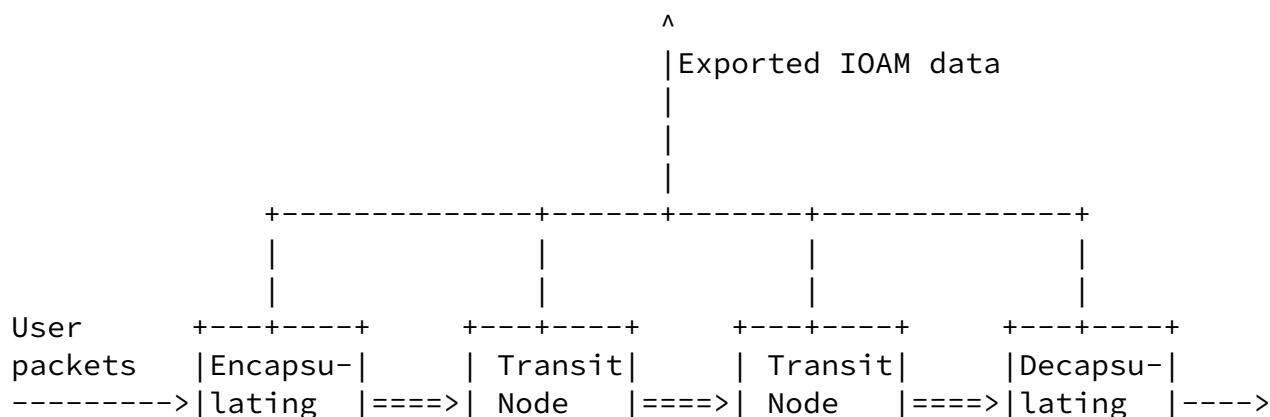 ^
|Exported IOAM data
|
|
|
|
+--------------+------+-------+--------------+
| | | |
| | | |
User +---+----+ +---+----+ +---+----+ +---+----+
packets |Encapsu-| | Transit| | Transit| |Decapsu-|
--------->|lating |====>| Node |====>| Node |====>|lating |---->